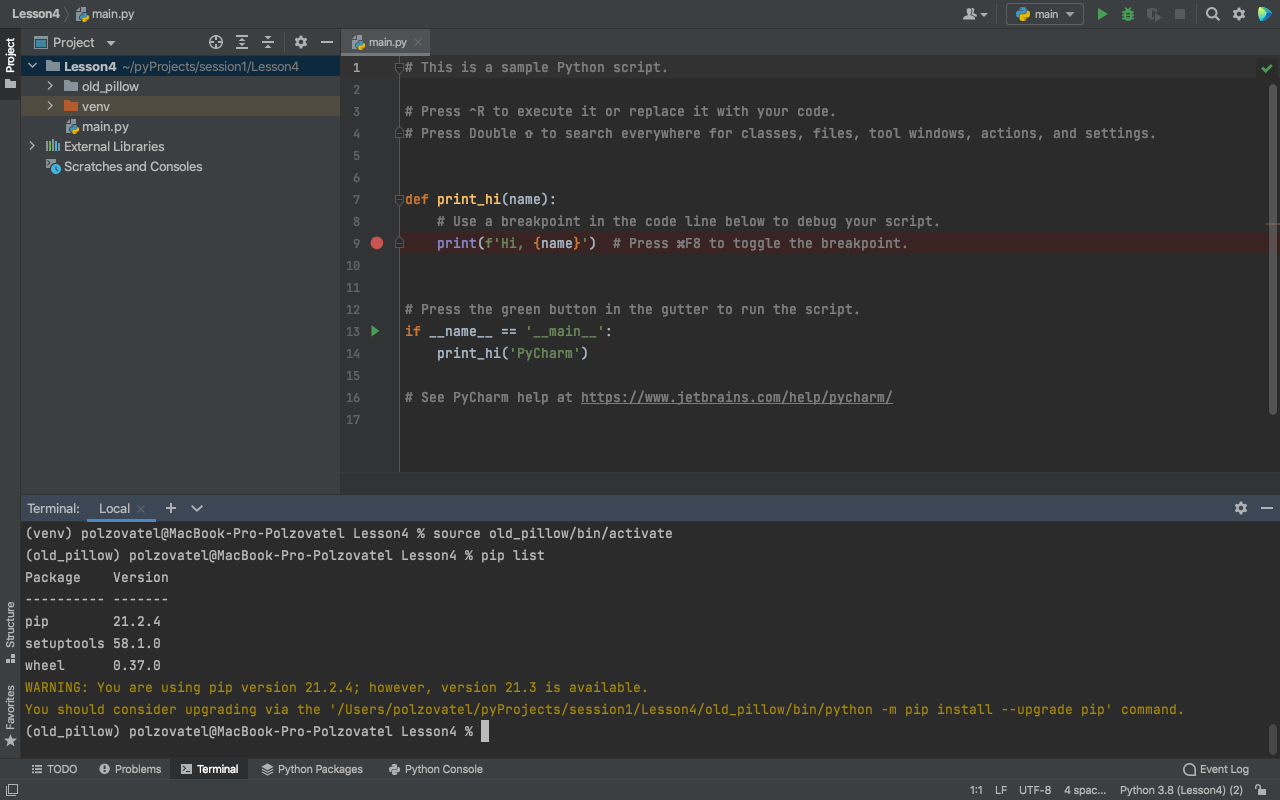 Lesson4 main.py
main
Project
Project
main.py
Lesson4 ~/pyProjects/session1/Lesson4
old_pillow
venv
main.py
External Libraries
Scratches and Consoles
1 # This is a sample Python script.
2
3 # Press ⌃R to execute it or replace it with your code.
4 # Press Double ⇧ to search everywhere for classes, files, tool windows, actions, and settings.
5
6
7 def print_hi(name):
8 # Use a breakpoint in the code line below to debug your script.
9 print(f'Hi, {name}') # Press ⌘F8 to toggle the breakpoint.
10
11
12 # Press the green button in the gutter to run the script.
13 if __name__ == '__main__':
14 print_hi('PyCharm')
15
16 # See PyCharm help at https://www.jetbrains.com/help/pycharm/
17
Terminal: Local
(venv) polzovatel@MacBook-Pro-Polzovatel Lesson4 % source old_pillow/bin/activate
(old_pillow) polzovatel@MacBook-Pro-Polzovatel Lesson4 % pip list
Package Version
---------- -------
pip 21.2.4
setuptools 58.1.0
wheel 0.37.0
WARNING: You are using pip version 21.2.4; however, version 21.3 is available.
You should consider upgrading via the '/Users/polzovatel/pyProjects/session1/Lesson4/old_pillow/bin/python -m pip install --upgrade pip' command.
(old_pillow) polzovatel@MacBook-Pro-Polzovatel Lesson4 %
Structure
Favorites
TODO Problems Terminal Python Packages Python Console Event Log
1:1 LF UTF-8 4 spac... Python 3.8 (Lesson4) (2)